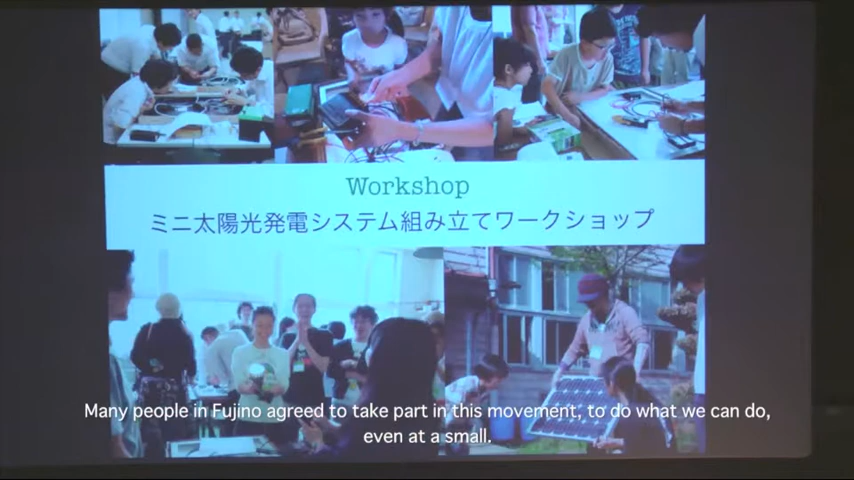 Workshop
ミニ太陽光発電システム組み立てワークショップ
Many people in Fujino agreed to take part in this movement, to do what we can do,
even at a small.